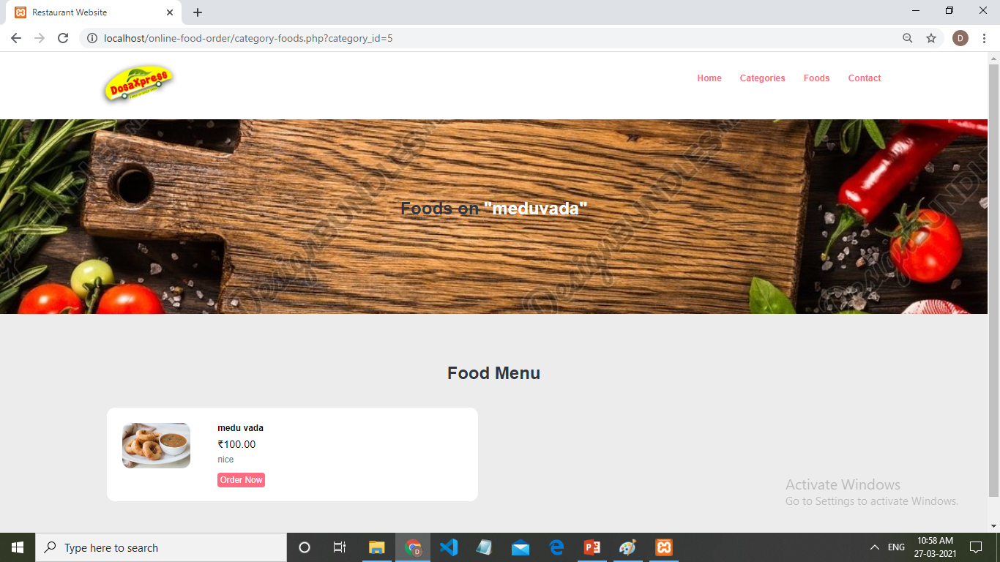 Restaurant Website
localhost/online-food-order/category-foods.php?category_id=5
D
DosaXpress
Home Categories Foods Contact
DesignBUNDLES.NET
Foods on "meduvada"
Food Menu
medu vada
₹100.00
nice
Order Now
Activate Windows
Go to Settings to activate Windows.
Type here to search
D
ENG
10:58 AM
27-03-2021